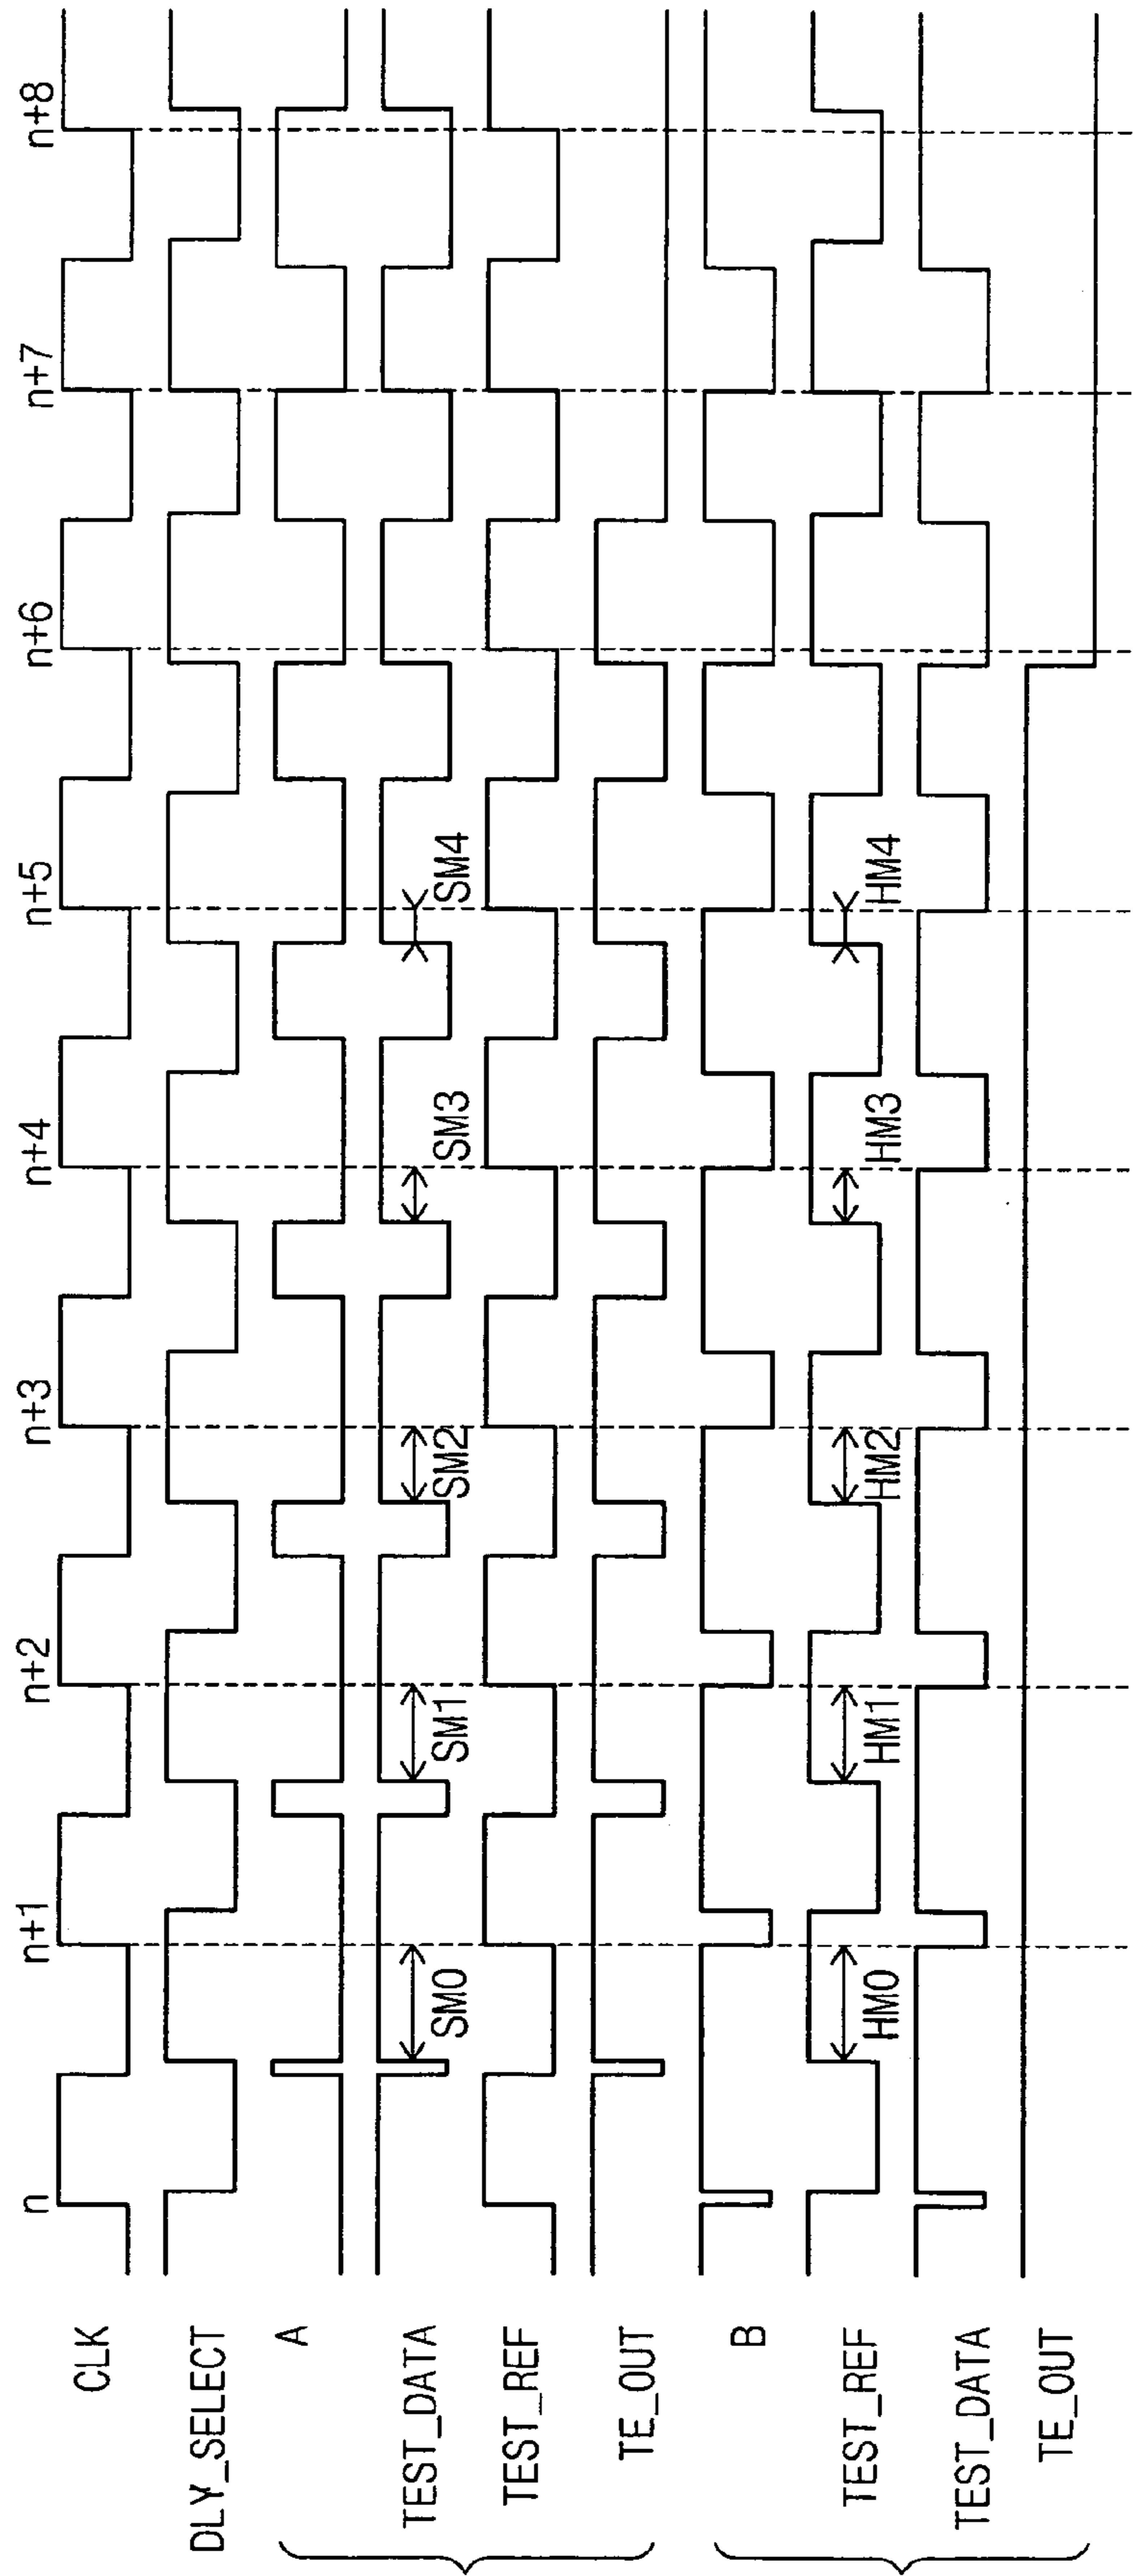 n n+1 n+2 n+3 n+4 n+5 n+6 n+7 n+8
CLK
DLY_SELECT
A
TEST_DATA
SM0 SM1 SM2 SM3 SM4
TEST_REF
TE_OUT
B
TEST_REF
HM0 HM1 HM2 HM3 HM4
TEST_DATA
TE_OUT